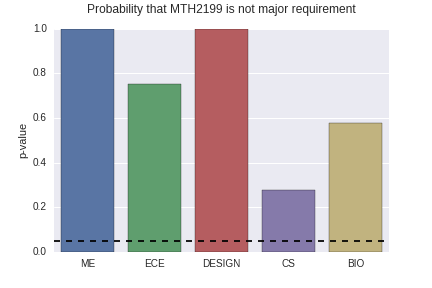 Probability that MTH2199 is not major requirement
1.0
0.8
0.6
0.4
0.2
0.0
p-value
ME ECE DESIGN CS BIO